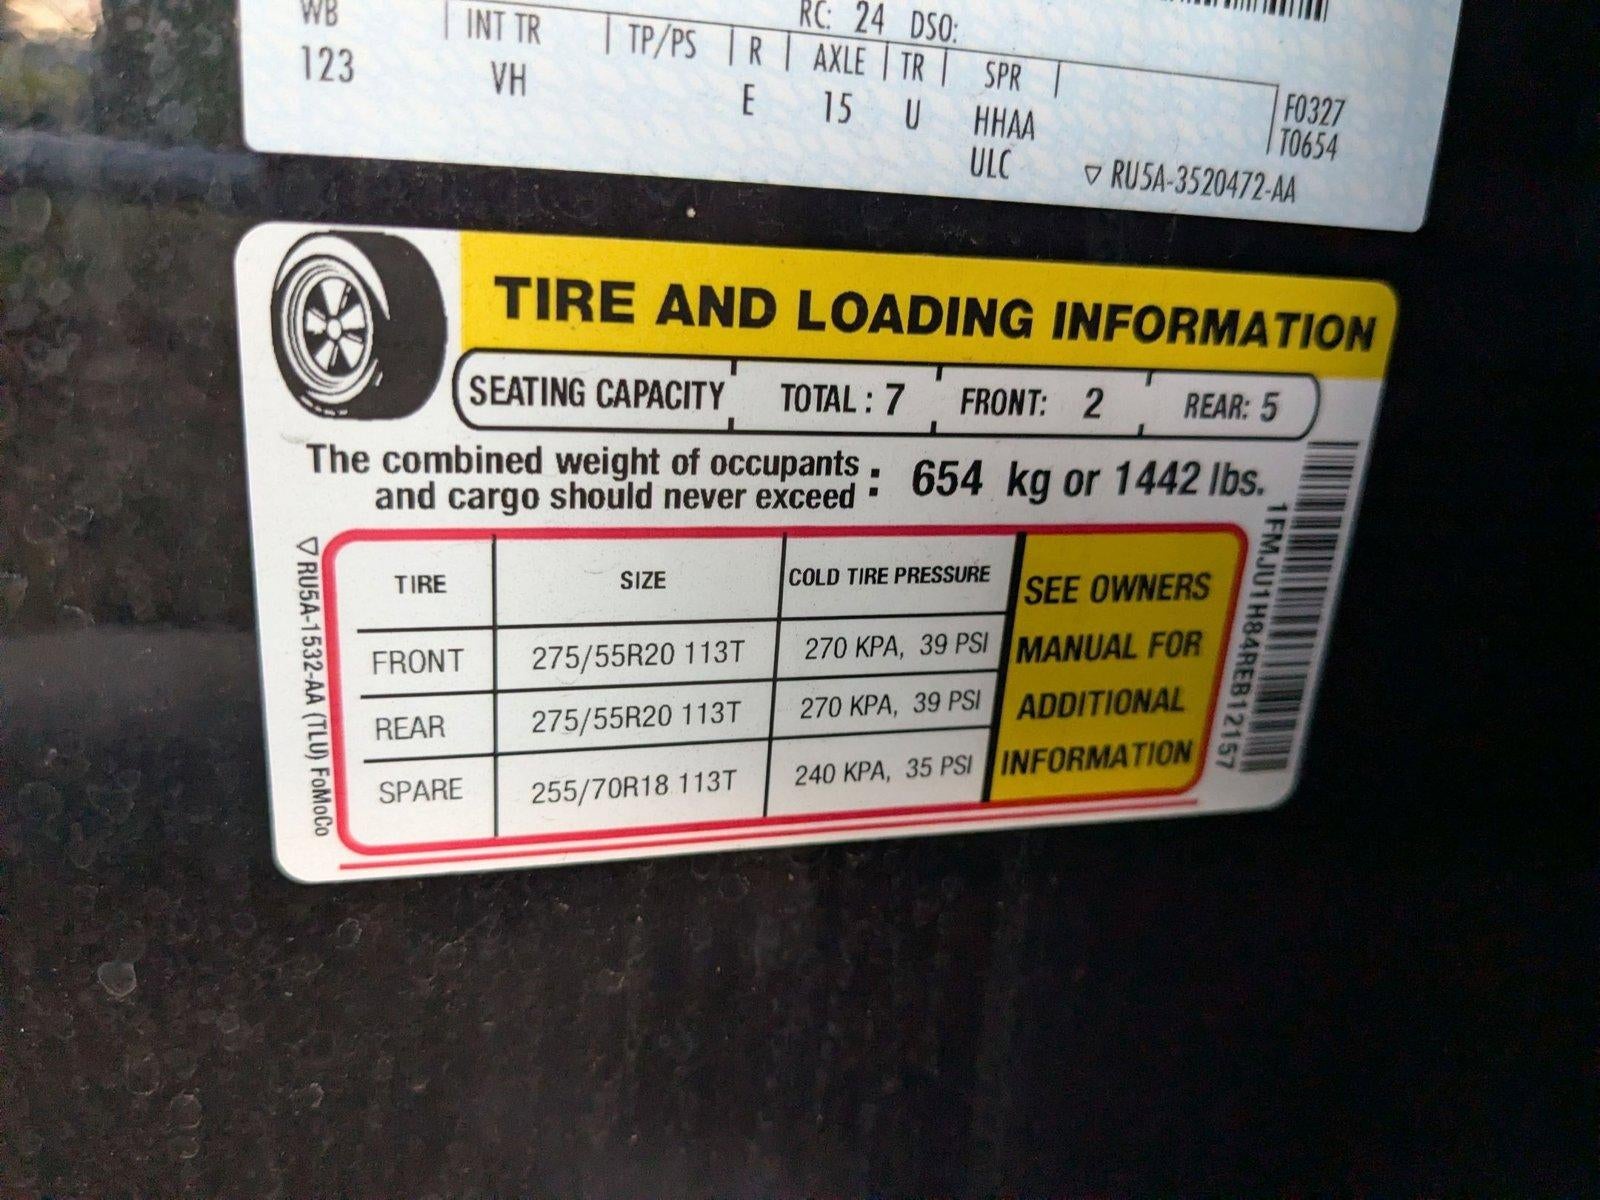 RC: 24 DSO:
WB | INT TR | TP/PS | R | AXLE | TR | SPR |
123 VH E 15 U HHAA
ULC
F0327
T0654
▽ RU5A-3520472-AA
TIRE AND LOADING INFORMATION
SEATING CAPACITY TOTAL : 7 FRONT: 2 REAR: 5
The combined weight of occupants
and cargo should never exceed : 654 kg or 1442 lbs.
TIRE SIZE COLD TIRE PRESSURE
FRONT 275/55R20 113T 270 KPA, 39 PSI
REAR 275/55R20 113T 270 KPA, 39 PSI
SPARE 255/70R18 113T 240 KPA, 35 PSI
SEE OWNERS
MANUAL FOR
ADDITIONAL
INFORMATION
▽RU5A-1532-AA (TLU) FoMoCo
1FMJU1H84REB12157